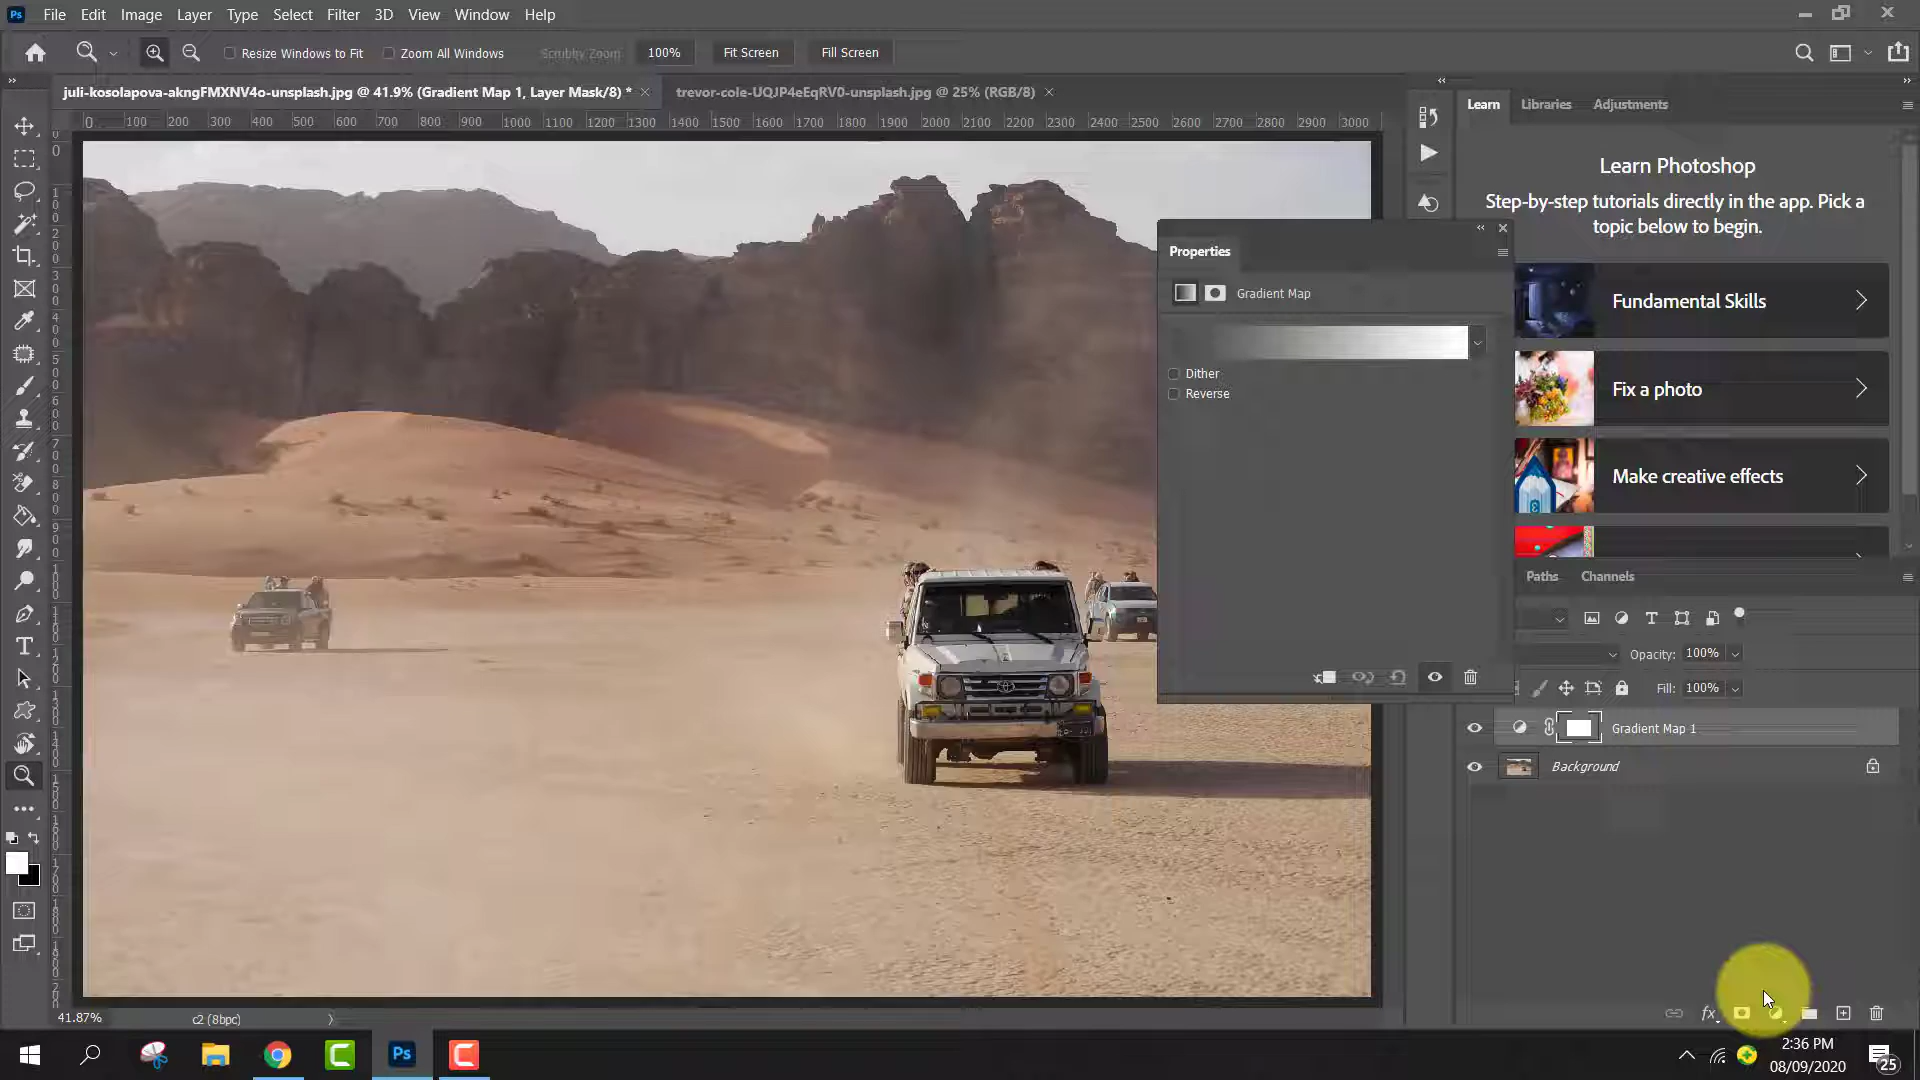 Ps File Edit Image Layer Type Select Filter 3D View Window Help
Resize Windows to Fit Zoom All Windows Scrubby Zoom 100% Fit Screen Fill Screen
juli-kosolapova-akngFMXNV4o-unsplash.jpg @ 41.9% (Gradient Map 1, Layer Mask/8) * trevor-cole-UQJP4eEqRV0-unsplash.jpg @ 25% (RGB/8)
Learn Libraries Adjustments
0 100 200 300 400 500 600 700 800 900 1000 1100 1200 1300 1400 1500 1600 1700 1800 1900 2000 2100 2200 2300 2400 2500 2600 2700 2800 2900 3000
Learn Photoshop
Step-by-step tutorials directly in the app. Pick a
topic below to begin.
Properties
Gradient Map
Fundamental Skills
Dither
Reverse
Fix a photo
Make creative effects
Paths Channels
Opacity: 100%
Fill: 100%
Gradient Map 1
Background
fx
41.87% c2 (8bpc)
Ps
2:36 PM
08/09/2020
25